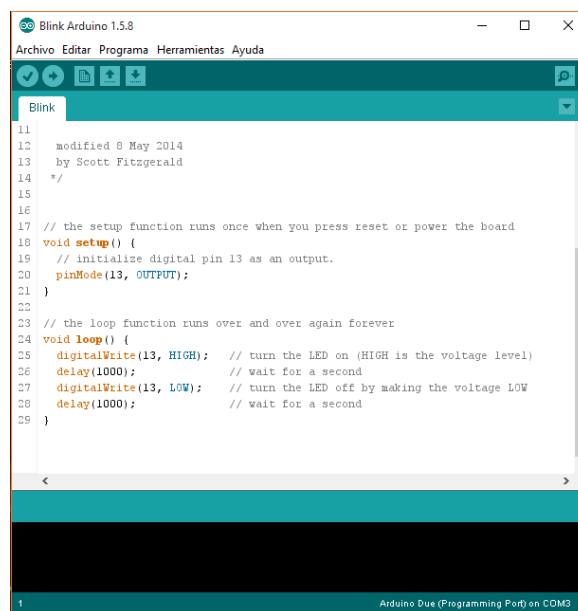 Blink Arduino 1.5.8
Archivo Editar Programa Herramientas Ayuda
Blink
11
12 modified 8 May 2014
13 by Scott Fitzgerald
14 */
15
16
17 // the setup function runs once when you press reset or power the board
18 void setup() {
19 // initialize digital pin 13 as an output.
20 pinMode(13, OUTPUT);
21 }
22
23 // the loop function runs over and over again forever
24 void loop() {
25 digitalWrite(13, HIGH); // turn the LED on (HIGH is the voltage level)
26 delay(1000); // wait for a second
27 digitalWrite(13, LOW); // turn the LED off by making the voltage LOW
28 delay(1000); // wait for a second
29 }
1 Arduino Due (Programming Port) on COM3